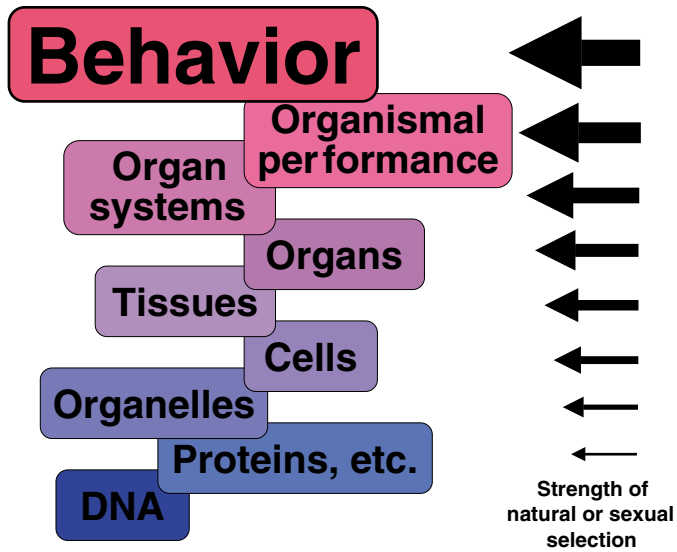 Behavior
Organismal
performance
Organ
systems
Organs
Tissues
Cells
Organelles
Proteins, etc.
DNA
Strength of
natural or sexual
selection